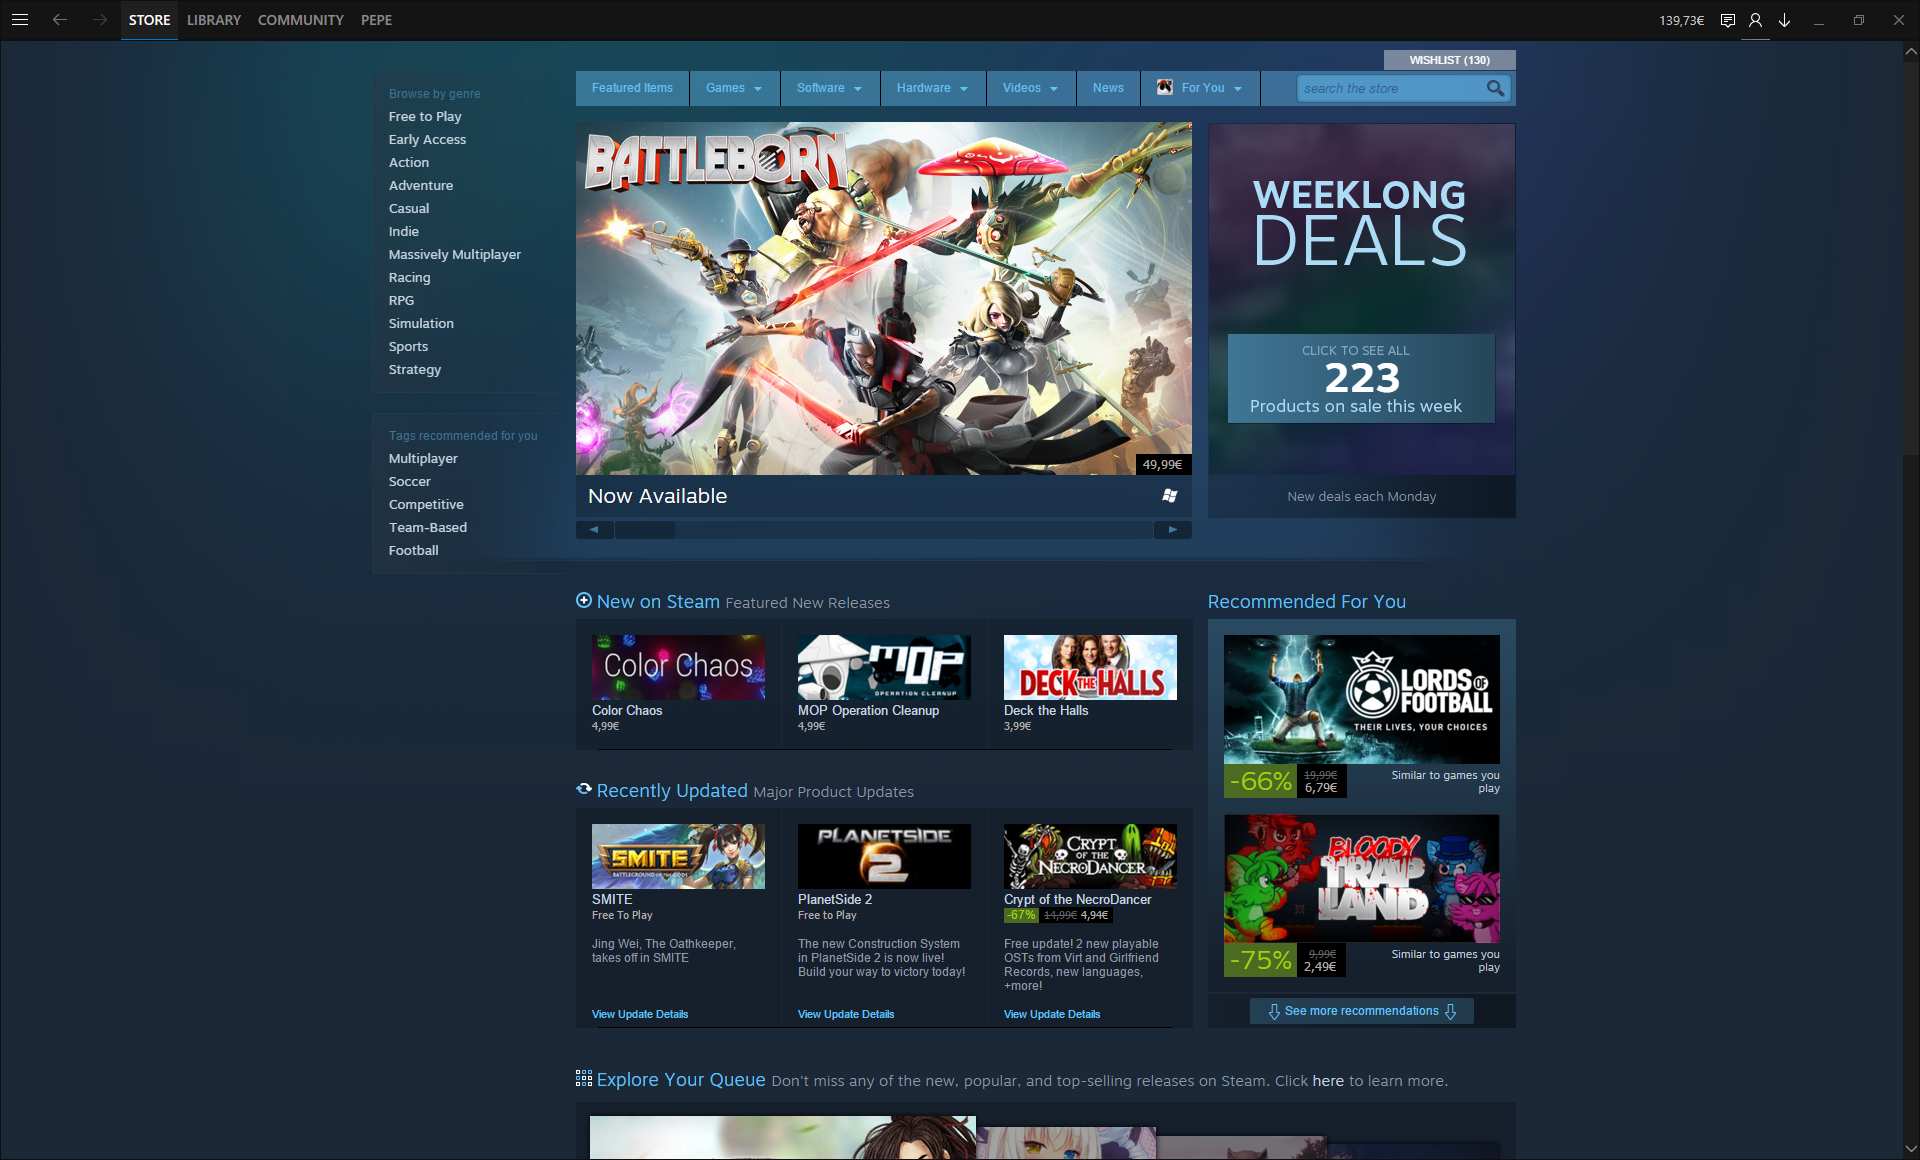 STORE LIBRARY COMMUNITY PEPE
139,73€
WISHLIST (130)
Featured Items Games Software Hardware Videos News For You
search the store
Browse by genre
Free to Play
Early Access
Action
Adventure
Casual
Indie
Massively Multiplayer
Racing
RPG
Simulation
Sports
Strategy
Tags recommended for you
Multiplayer
Soccer
Competitive
Team-Based
Football
BATTLEBORN
49,99€
Now Available
WEEKLONG
DEALS
CLICK TO SEE ALL
223
Products on sale this week
New deals each Monday
New on Steam Featured New Releases
Color Chaos
Color Chaos
4,99€
MOP
OPERATION CLEANUP
MOP Operation Cleanup
4,99€
DECK THE HALLS
Deck the Halls
3,99€
Recently Updated Major Product Updates
SMITE
BATTLEGROUND OF THE GODS
SMITE
Free To Play
Jing Wei, The Oathkeeper,
takes off in SMITE
View Update Details
PLANETSIDE
2
PlanetSide 2
Free to Play
The new Construction System
in PlanetSide 2 is now live!
Build your way to victory today!
View Update Details
CRYPT
OF THE
NECRODANCER
Crypt of the NecroDancer
-67% 14,99€ 4,94€
Free update! 2 new playable
OSTs from Virt and Girlfriend
Records, new languages,
+more!
View Update Details
Recommended For You
LORDS OF
FOOTBALL
THEIR LIVES, YOUR CHOICES
-66%
19,99€
6,79€
Similar to games you
play
BLOODY
TRAP
LAND
-75%
9,99€
2,49€
Similar to games you
play
See more recommendations
Explore Your Queue Don't miss any of the new, popular, and top-selling releases on Steam. Click here to learn more.